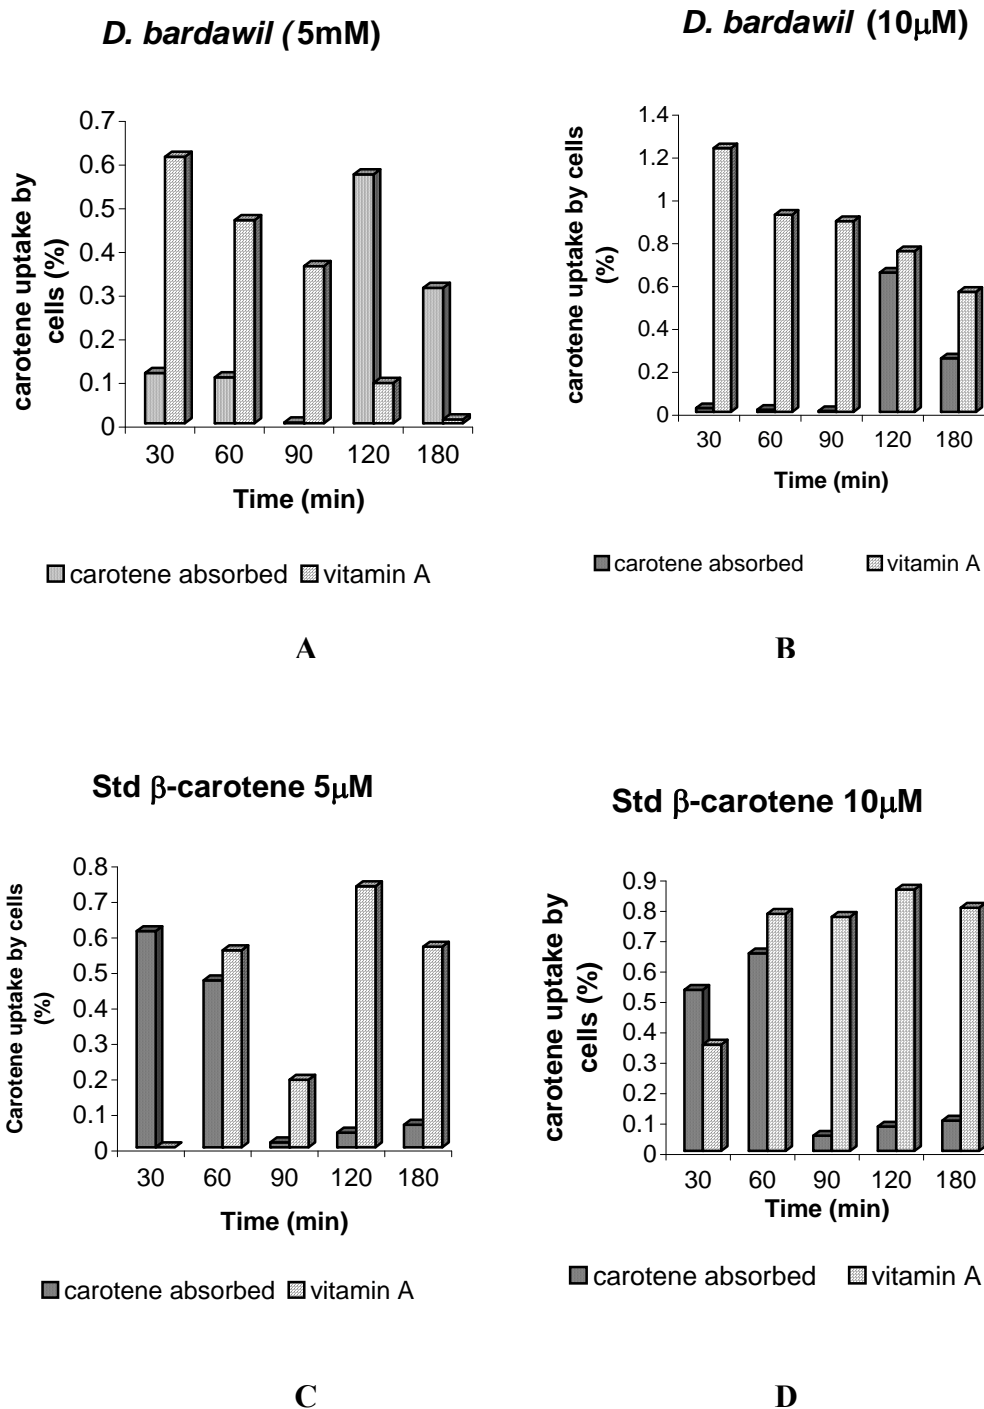 D. bardawil (5mM)
0.7
0.6
0.5
0.4
0.3
0.2
0.1
0
carotene uptake by
cells (%)
30 60 90 120 180
Time (min)
carotene absorbed vitamin A
A
D. bardawil (10μM)
1.4
1.2
1
0.8
0.6
0.4
0.2
0
carotene uptake by cells
(%)
30 60 90 120 180
Time (min)
carotene absorbed vitamin A
B
Std β-carotene 5μM
0.8
0.7
0.6
0.5
0.4
0.3
0.2
0.1
0
Carotene uptake by cells
(%)
30 60 90 120 180
Time (min)
carotene absorbed vitamin A
C
Std β-carotene 10μM
0.9
0.8
0.7
0.6
0.5
0.4
0.3
0.2
0.1
0
carotene uptake by
cells (%)
30 60 90 120 180
Time (min)
carotene absorbed vitamin A
D